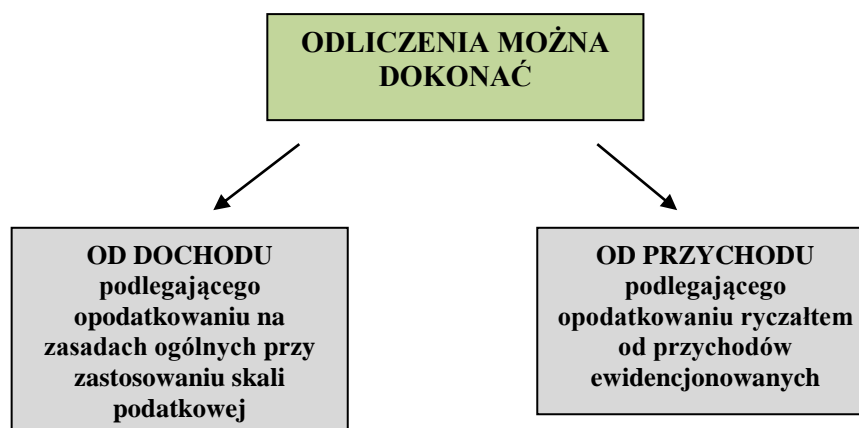 ODLICZENIA MOŻNA
DOKONAĆ
OD DOCHODU
podlegającego
opodatkowaniu na
zasadach ogólnych przy
zastosowaniu skali
podatkowej
OD PRZYCHODU
podlegającego
opodatkowaniu ryczałtem
od przychodów
ewidencjonowanych